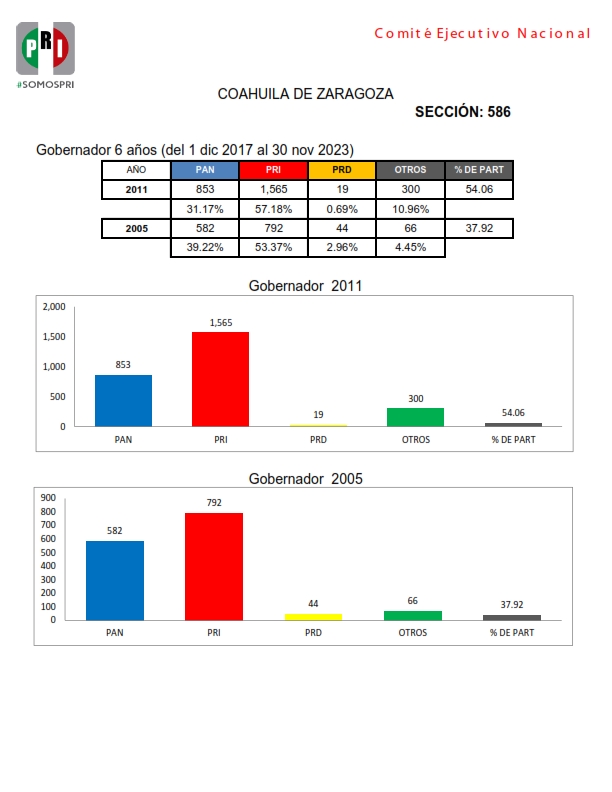 Comité Ejecutivo Nacional
PRI
#SOMOSPRI
COAHUILA DE ZARAGOZA
SECCIÓN: 586
Gobernador 6 años (del 1 dic 2017 al 30 nov 2023)
AÑO PAN PRI PRD OTROS % DE PART
2011 853 1,565 19 300 54.06
31.17% 57.18% 0.69% 10.96%
2005 582 792 44 66 37.92
39.22% 53.37% 2.96% 4.45%
Gobernador 2011
2,000
1,500
1,000
500
0
853
1,565
19
300
54.06
PAN PRI PRD OTROS % DE PART
Gobernador 2005
900
800
700
600
500
400
300
200
100
0
582
792
44
66
37.92
PAN PRI PRD OTROS % DE PART